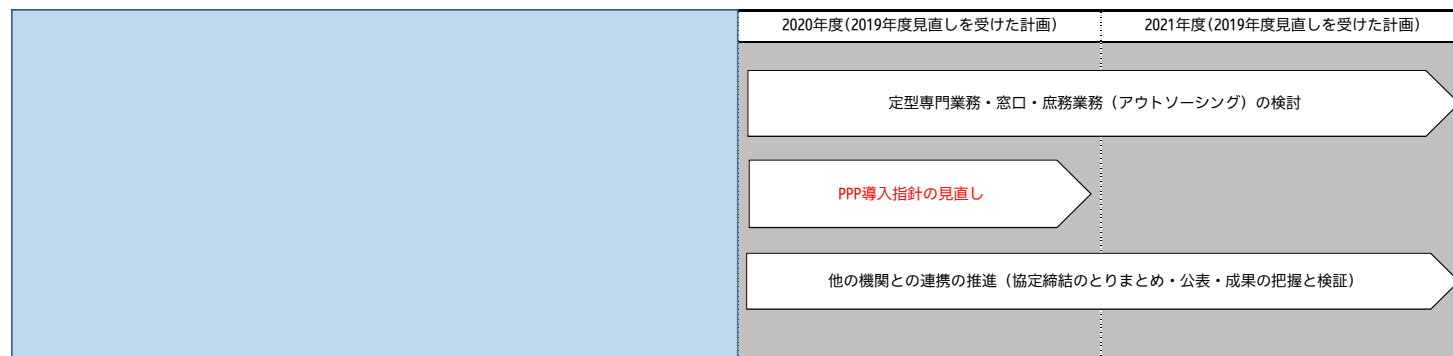 2020年度(2019年度見直しを受けた計画)
2021年度(2019年度見直しを受けた計画)
定型専門業務・窓口・庶務業務（アウトソーシング）の検討
PPP導入指針の見直し
他の機関との連携の推進（協定締結のとりまとめ・公表・成果の把握と検証）